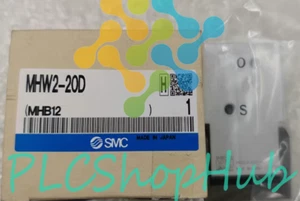 MHW2-20D
H
(MHB12 )
1
SMC
MADE IN JAPAN
O
S
PLCShopHub